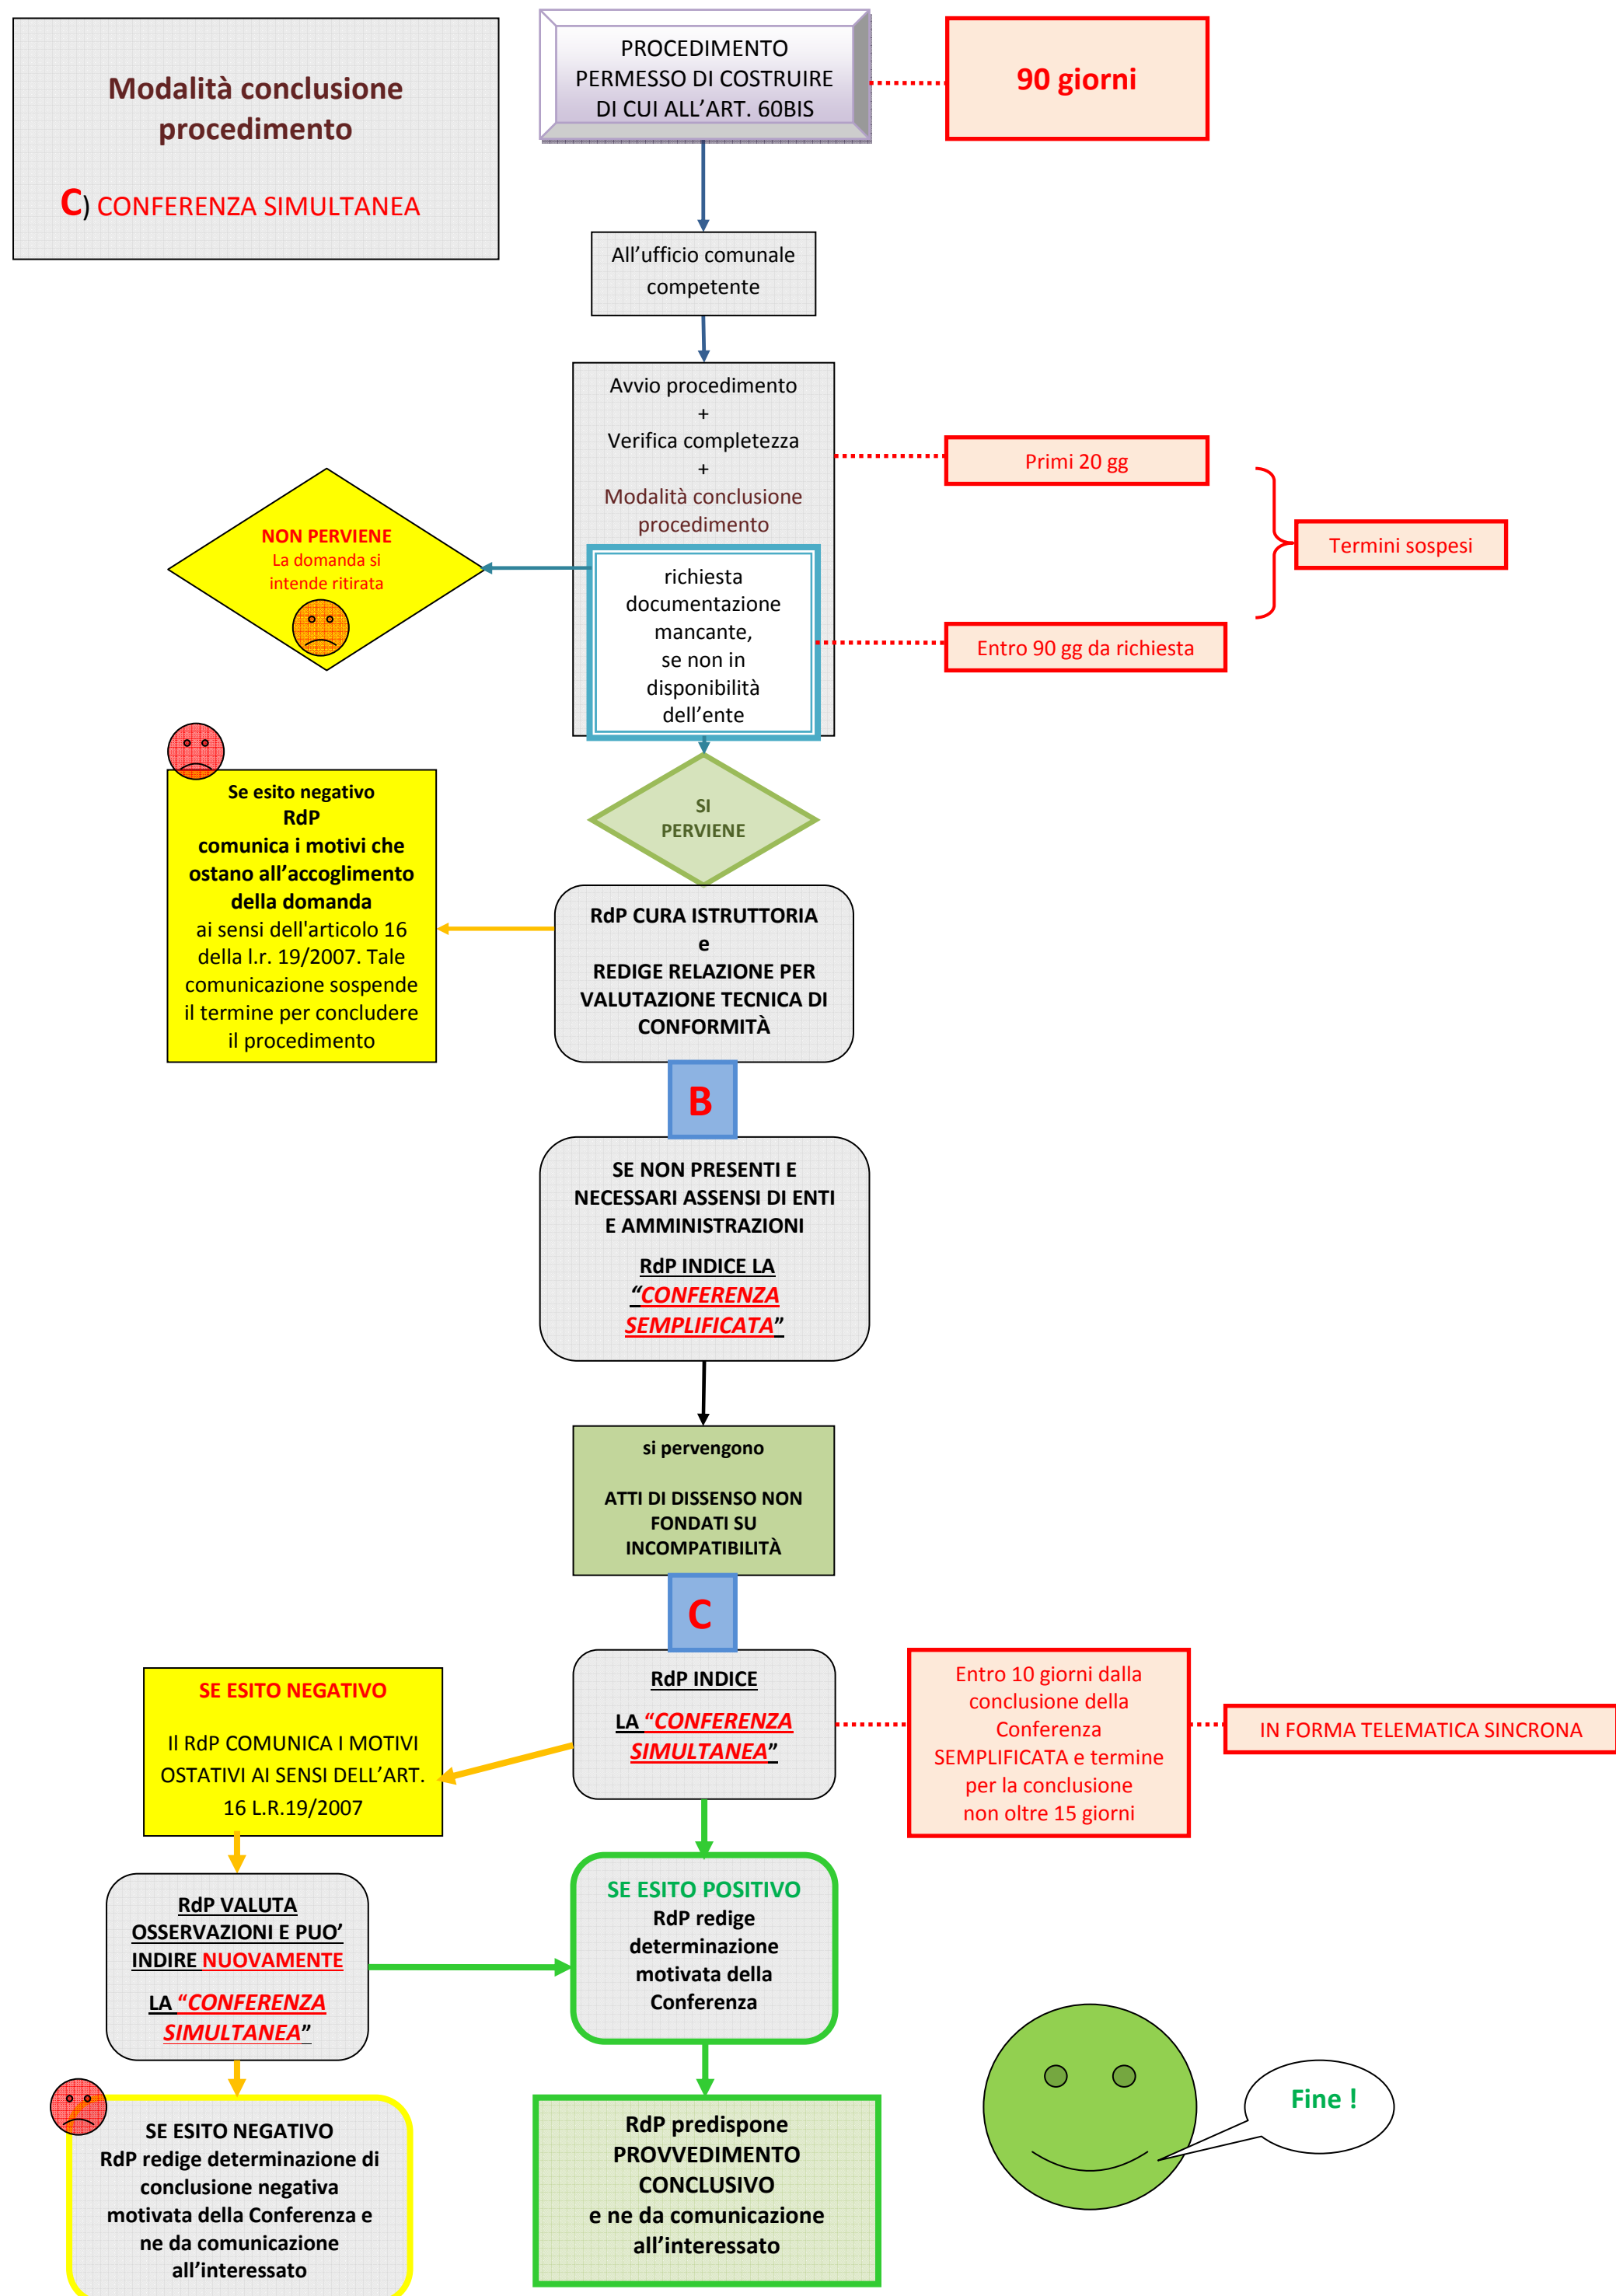 Modalità conclusione
procedimento
C) CONFERENZA SIMULTANEA
PROCEDIMENTO
PERMESSO DI COSTRUIRE
DI CUI ALL’ART. 60BIS
90 giorni
All’ufficio comunale
competente
Avvio procedimento
+
Verifica completezza
+
Modalità conclusione
procedimento
Primi 20 gg
Termini sospesi
NON PERVIENE
La domanda si
intende ritirata
richiesta
documentazione
mancante,
se non in
disponibilità
dell’ente
Entro 90 gg da richiesta
SI
PERVIENE
Se esito negativo
RdP
comunica i motivi che
ostano all’accoglimento
della domanda
ai sensi dell'articolo 16
della l.r. 19/2007. Tale
comunicazione sospende
il termine per concludere
il procedimento
RdP CURA ISTRUTTORIA
e
REDIGE RELAZIONE PER
VALUTAZIONE TECNICA DI
CONFORMITÀ
B
SE NON PRESENTI E
NECESSARI ASSENSI DI ENTI
E AMMINISTRAZIONI
RdP INDICE LA
“CONFERENZA
SEMPLIFICATA”
si pervengono
ATTI DI DISSENSO NON
FONDATI SU
INCOMPATIBILITÀ
C
RdP INDICE
LA “CONFERENZA
SIMULTANEA”
Entro 10 giorni dalla
conclusione della
Conferenza
SEMPLIFICATA e termine
per la conclusione
non oltre 15 giorni
IN FORMA TELEMATICA SINCRONA
SE ESITO NEGATIVO
Il RdP COMUNICA I MOTIVI
OSTATIVI AI SENSI DELL’ART.
16 L.R.19/2007
RdP VALUTA
OSSERVAZIONI E PUO’
INDIRE NUOVAMENTE
LA “CONFERENZA
SIMULTANEA”
SE ESITO POSITIVO
RdP redige
determinazione
motivata della
Conferenza
SE ESITO NEGATIVO
RdP redige determinazione di
conclusione negativa
motivata della Conferenza e
ne da comunicazione
all’interessato
RdP predispone
PROVVEDIMENTO
CONCLUSIVO
e ne da comunicazione
all’interessato
Fine !